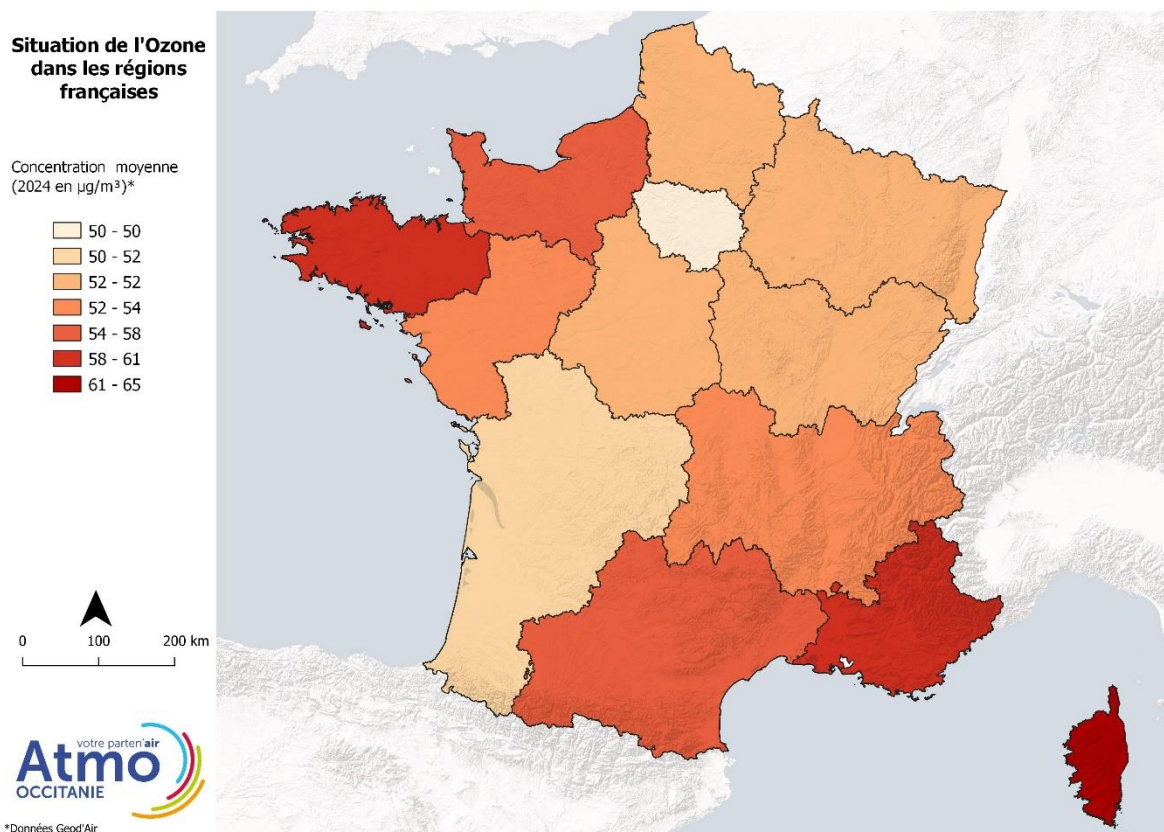 Situation de l'Ozone
dans les régions
françaises
Concentration moyenne
(2024 en µg/m³)*
50 - 50
50 - 52
52 - 52
52 - 54
54 - 58
58 - 61
61 - 65
0 100 200 km
votre parten'air
Atmo
OCCITANIE
*Données Geod'Air